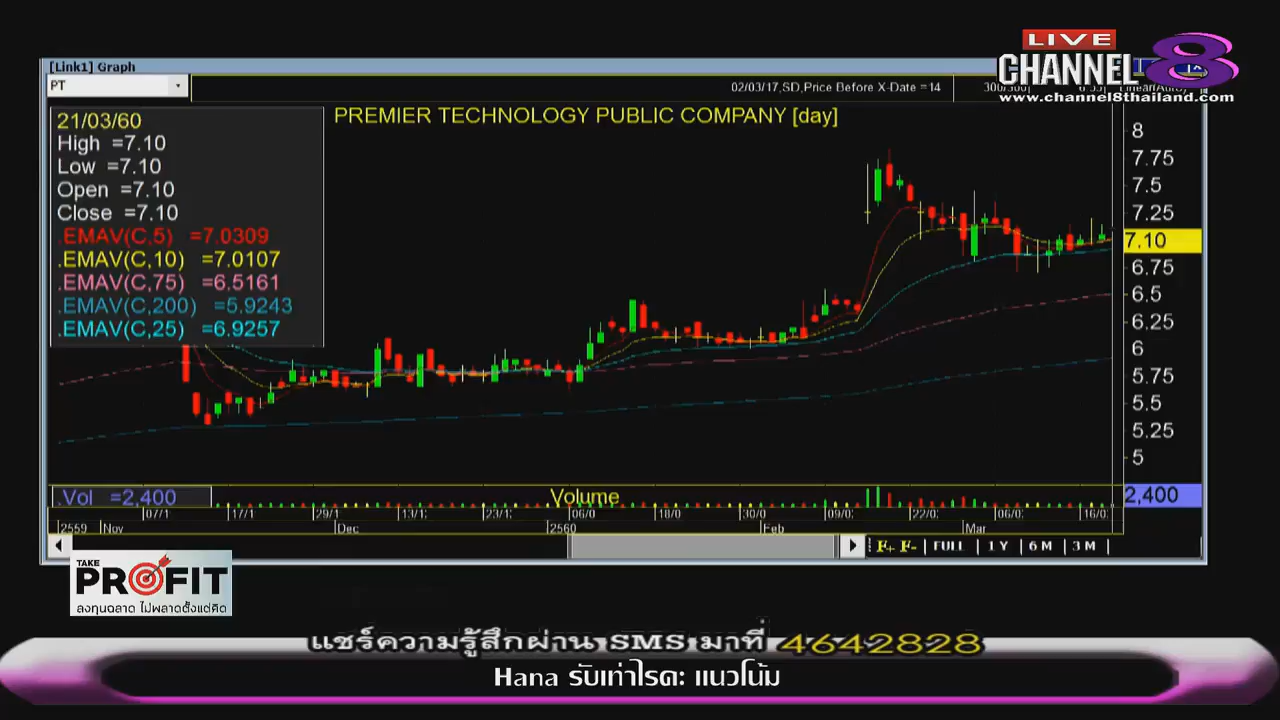 LIVE
CHANNEL 8
www.channel8thailand.com
[Link1] Graph
PT
02/03/17,SD,Price Before X-Date =14
300/300
PREMIER TECHNOLOGY PUBLIC COMPANY [day]
21/03/60
High =7.10
Low =7.10
Open =7.10
Close =7.10
.EMAV(C,5) =7.0309
.EMAV(C,10) =7.0107
.EMAV(C,75) =6.5161
.EMAV(C,200) =5.9243
.EMAV(C,25) =6.9257
8
7.75
7.5
7.25
7.10
6.75
6.5
6.25
6
5.75
5.5
5.25
5
.Vol =2,400
Volume
2,400
07/1 17/1 29/1 13/1: 23/1: 06/0 18/0 30/0 09/0: 22/0: 06/0: 16/0:
2559 Nov Dec 2560 Feb Mar
F+ F- FULL 1 Y 6 M 3 M
TAKE
PROFIT
ลงทุนฉลาด ไม่พลาดตั้งแต่คิด
แชร์ความรู้สึกผ่าน SMS มาที่ 4642828
Hana รับเท่าไรคะ แนวโน้ม